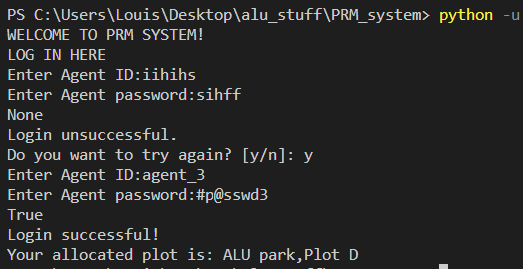 PS C:\Users\Louis\Desktop\alu_stuff\PRM_system> python -u
WELCOME TO PRM SYSTEM!
LOG IN HERE
Enter Agent ID:iihihs
Enter Agent password:sihff
None
Login unsuccessful.
Do you want to try again? [y/n]: y
Enter Agent ID:agent_3
Enter Agent password:#p@sswd3
True
Login successful!
Your allocated plot is: ALU park,Plot D